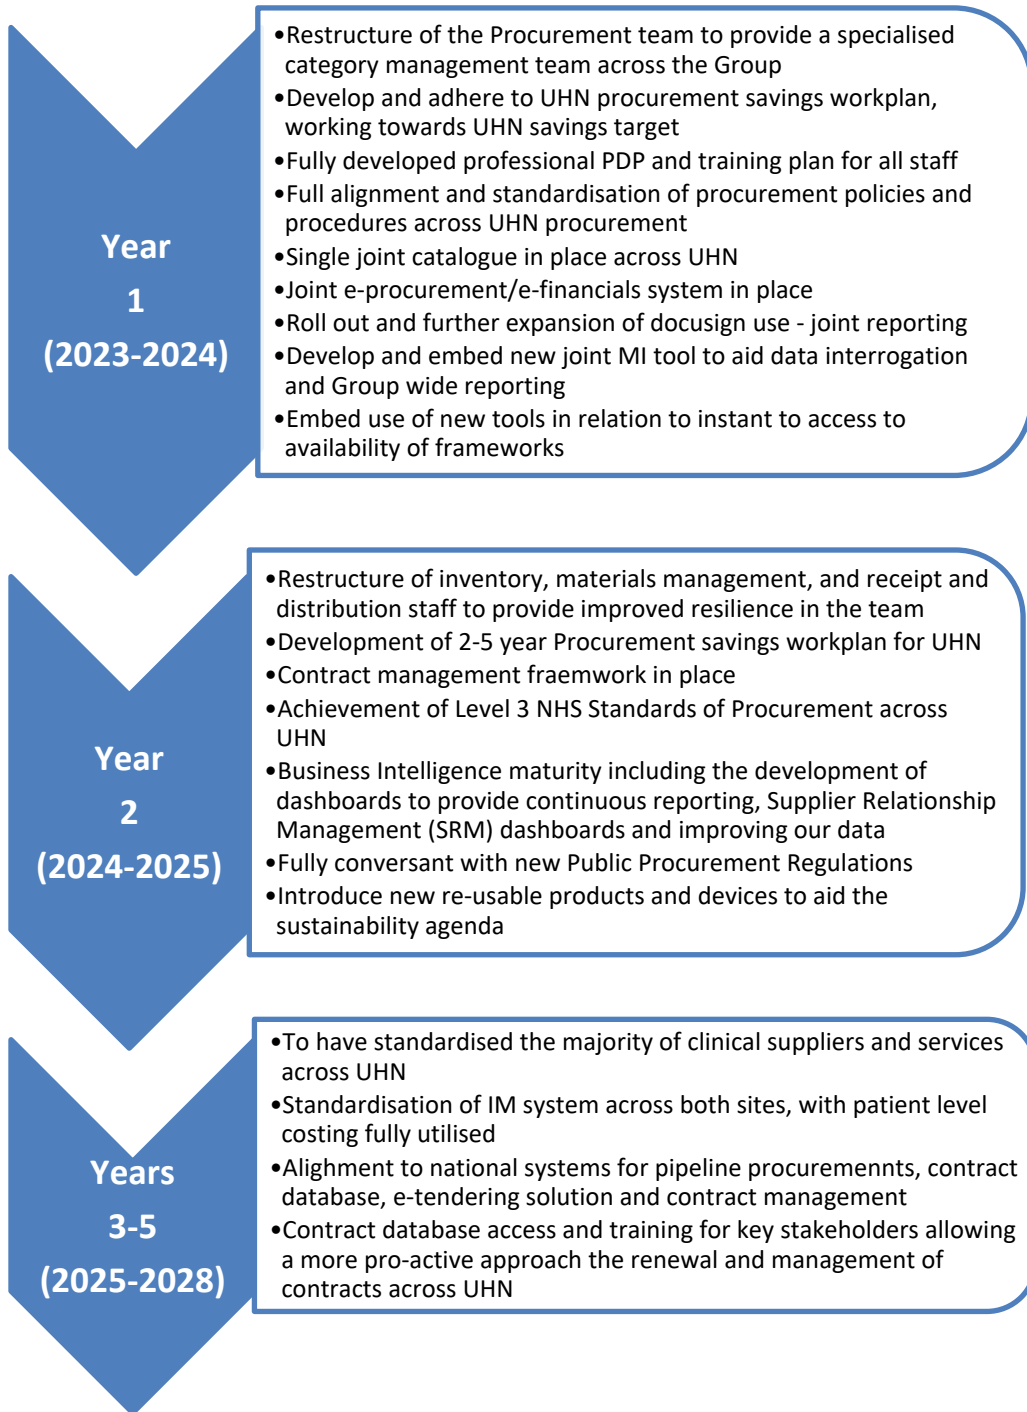 Year
1
(2023-2024)
•Restructure of the Procurement team to provide a specialised
category management team across the Group
•Develop and adhere to UHN procurement savings workplan,
working towards UHN savings target
•Fully developed professional PDP and training plan for all staff
•Full alignment and standardisation of procurement policies and
procedures across UHN procurement
•Single joint catalogue in place across UHN
•Joint e-procurement/e-financials system in place
•Roll out and further expansion of docusign use - joint reporting
•Develop and embed new joint MI tool to aid data interrogation
and Group wide reporting
•Embed use of new tools in relation to instant to access to
availability of frameworks
Year
2
(2024-2025)
•Restructure of inventory, materials management, and receipt and
distribution staff to provide improved resilience in the team
•Development of 2-5 year Procurement savings workplan for UHN
•Contract management fraemwork in place
•Achievement of Level 3 NHS Standards of Procurement across
UHN
•Business Intelligence maturity including the development of
dashboards to provide continuous reporting, Supplier Relationship
Management (SRM) dashboards and improving our data
•Fully conversant with new Public Procurement Regulations
•Introduce new re-usable products and devices to aid the
sustainability agenda
Years
3-5
(2025-2028)
•To have standardised the majority of clinical suppliers and services
across UHN
•Standardisation of IM system across both sites, with patient level
costing fully utilised
•Alighment to national systems for pipeline procuremennts, contract
database, e-tendering solution and contract management
•Contract database access and training for key stakeholders allowing
a more pro-active approach the renewal and management of
contracts across UHN